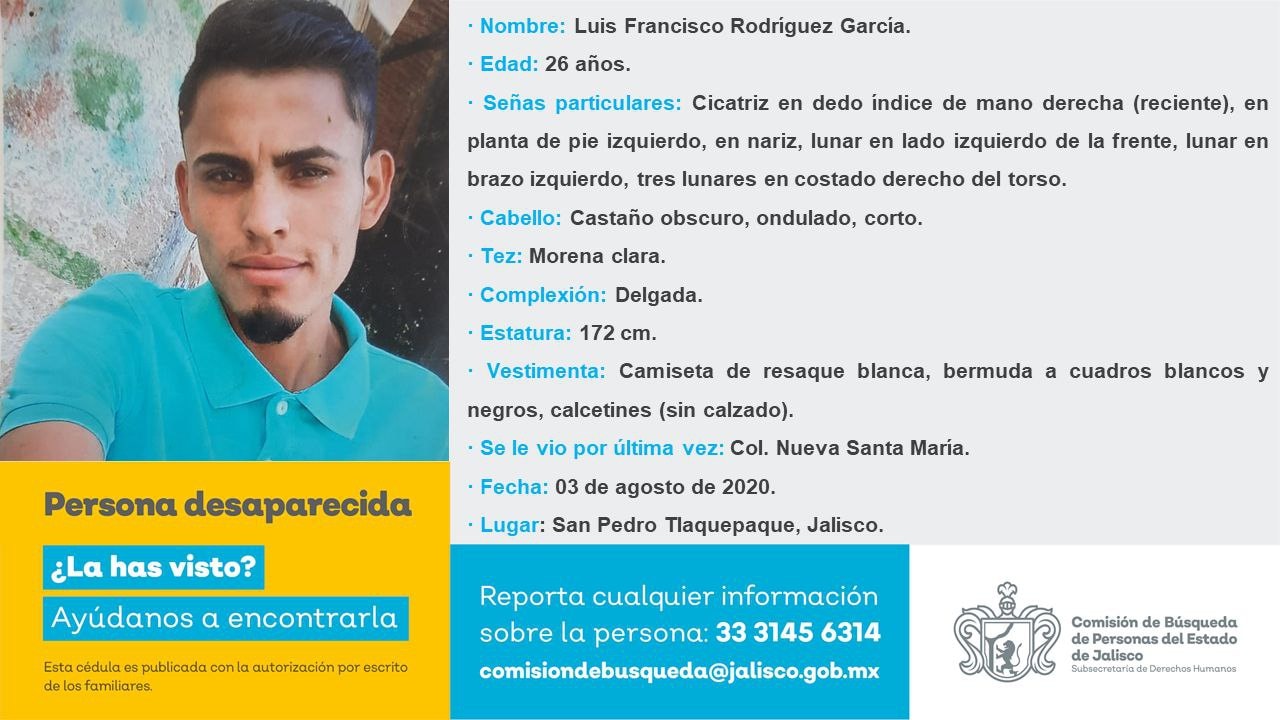 · Nombre: Luis Francisco Rodríguez García.
· Edad: 26 años.
· Señas particulares: Cicatriz en dedo índice de mano derecha (reciente), en
planta de pie izquierdo, en nariz, lunar en lado izquierdo de la frente, lunar en
brazo izquierdo, tres lunares en costado derecho del torso.
· Cabello: Castaño obscuro, ondulado, corto.
· Tez: Morena clara.
· Complexión: Delgada.
· Estatura: 172 cm.
· Vestimenta: Camiseta de resaque blanca, bermuda a cuadros blancos y
negros, calcetines (sin calzado).
· Se le vio por última vez: Col. Nueva Santa María.
· Fecha: 03 de agosto de 2020.
· Lugar: San Pedro Tlaquepaque, Jalisco.
Persona desaparecida
¿La has visto?
Ayúdanos a encontrarla
Esta cédula es publicada con la autorización por escrito
de los familiares.
Reporta cualquier información
sobre la persona: 33 3145 6314
comisiondebusqueda@jalisco.gob.mx
Comisión de Búsqueda
de Personas del Estado
de Jalisco
Subsecretaría de Derechos Humanos